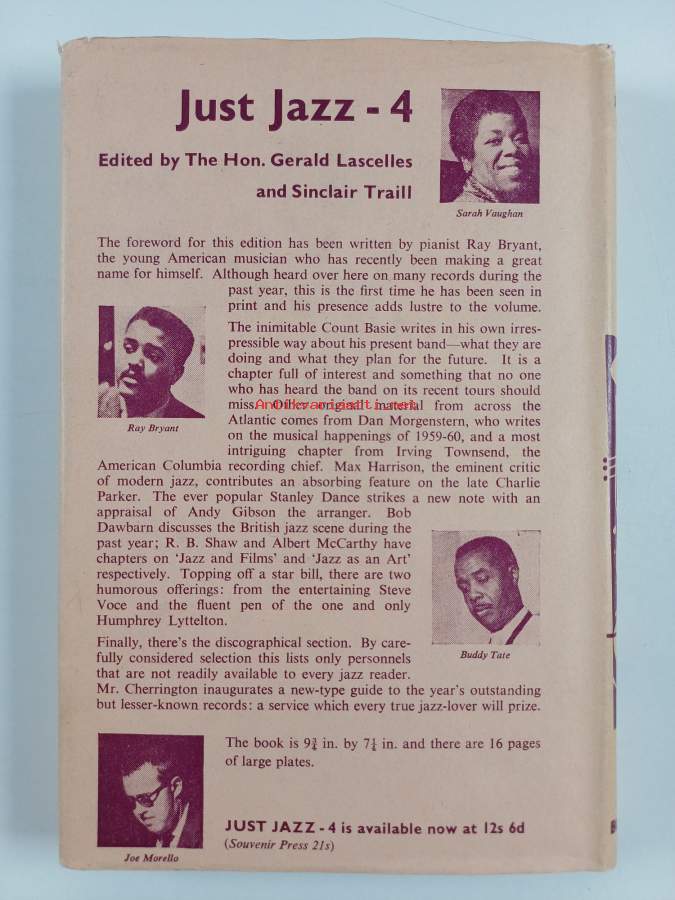 Just Jazz - 4
Edited by The Hon. Gerald Lascelles
and Sinclair Traill
Sarah Vaughan
The foreword for this edition has been written by pianist Ray Bryant,
the young American musician who has recently been making a great
name for himself. Although heard over here on many records during the
past year, this is the first time he has been seen in
print and his presence adds lustre to the volume.
The inimitable Count Basie writes in his own irres-
pressible way about his present band—what they are
doing and what they plan for the future. It is a
chapter full of interest and something that no one
who has heard the band on its recent tours should
miss. Other original material from across the
Antikvariaatti.net
Atlantic comes from Dan Morgenstern, who writes
Ray Bryant
on the musical happenings of 1959-60, and a most
intriguing chapter from Irving Townsend, the
American Columbia recording chief. Max Harrison, the eminent critic
of modern jazz, contributes an absorbing feature on the late Charlie
Parker. The ever popular Stanley Dance strikes a new note with an
appraisal of Andy Gibson the arranger. Bob
Dawbarn discusses the British jazz scene during the
past year; R. B. Shaw and Albert McCarthy have
chapters on 'Jazz and Films' and 'Jazz as an Art'
respectively. Topping off a star bill, there are two
humorous offerings: from the entertaining Steve
Voce and the fluent pen of the one and only
Humphrey Lyttelton.
Buddy Tate
Finally, there's the discographical section. By care-
fully considered selection this lists only personnels
that are not readily available to every jazz reader.
Mr. Cherrington inaugurates a new-type guide to the year's outstanding
but lesser-known records: a service which every true jazz-lover will prize.
The book is 9¾ in. by 7¼ in. and there are 16 pages
of large plates.
JUST JAZZ - 4 is available now at 12s 6d
(Souvenir Press 21s)
Joe Morello